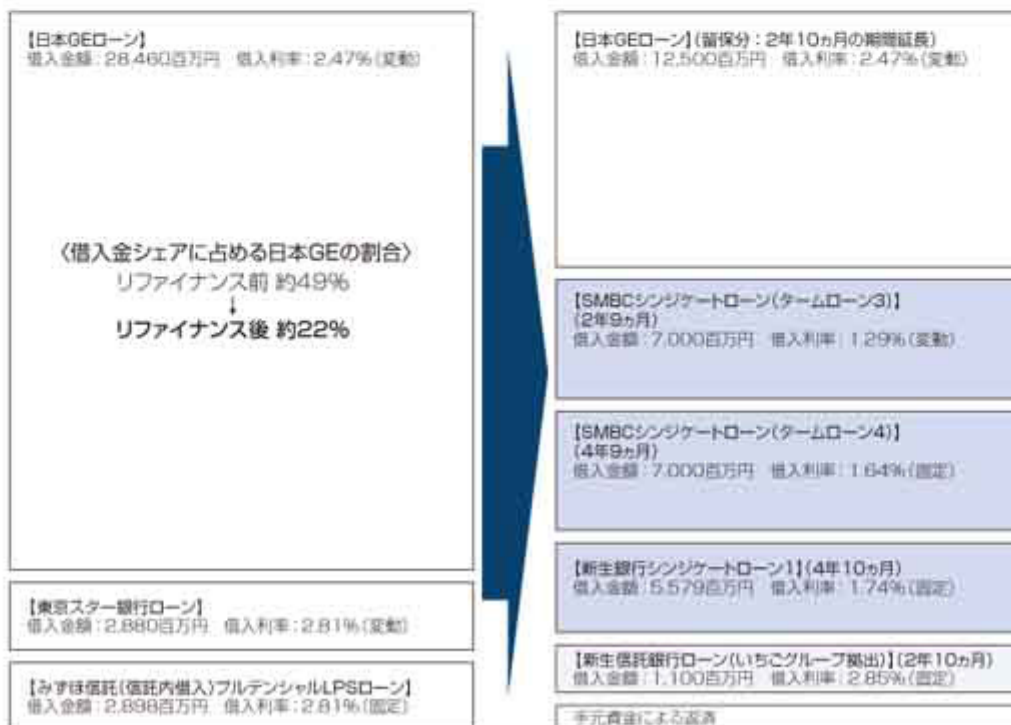 【日本GEローン】
借入金額：28,460百万円 借入利率：2.47%(変動)
〈借入金シェアに占める日本GEの割合〉
リファイナンス前 約49%
↓
リファイナンス後 約22%
【東京スター銀行ローン】
借入金額：2,880百万円 借入利率：2.81%(変動)
【みずほ信託(信託内借入)プルデンシャルLPSローン】
借入金額：2,898百万円 借入利率：2.81%(固定)
【日本GEローン】(留保分：2年10ヵ月の期間延長)
借入金額：12,500百万円 借入利率：2.47%(変動)
【SMBCシンジケートローン(タームローン3)】
(2年9ヵ月)
借入金額：7,000百万円 借入利率：1.29%(変動)
【SMBCシンジケートローン(タームローン4)】
(4年9ヵ月)
借入金額：7,000百万円 借入利率：1.64%(固定)
【新生銀行シンジケートローン1】(4年10ヵ月)
借入金額：5,579百万円 借入利率：1.74%(固定)
【新生信託銀行ローン(いちごグループ拠出)】(2年10ヵ月)
借入金額：1,100百万円 借入利率：2.85%(固定)
手元資金による返済